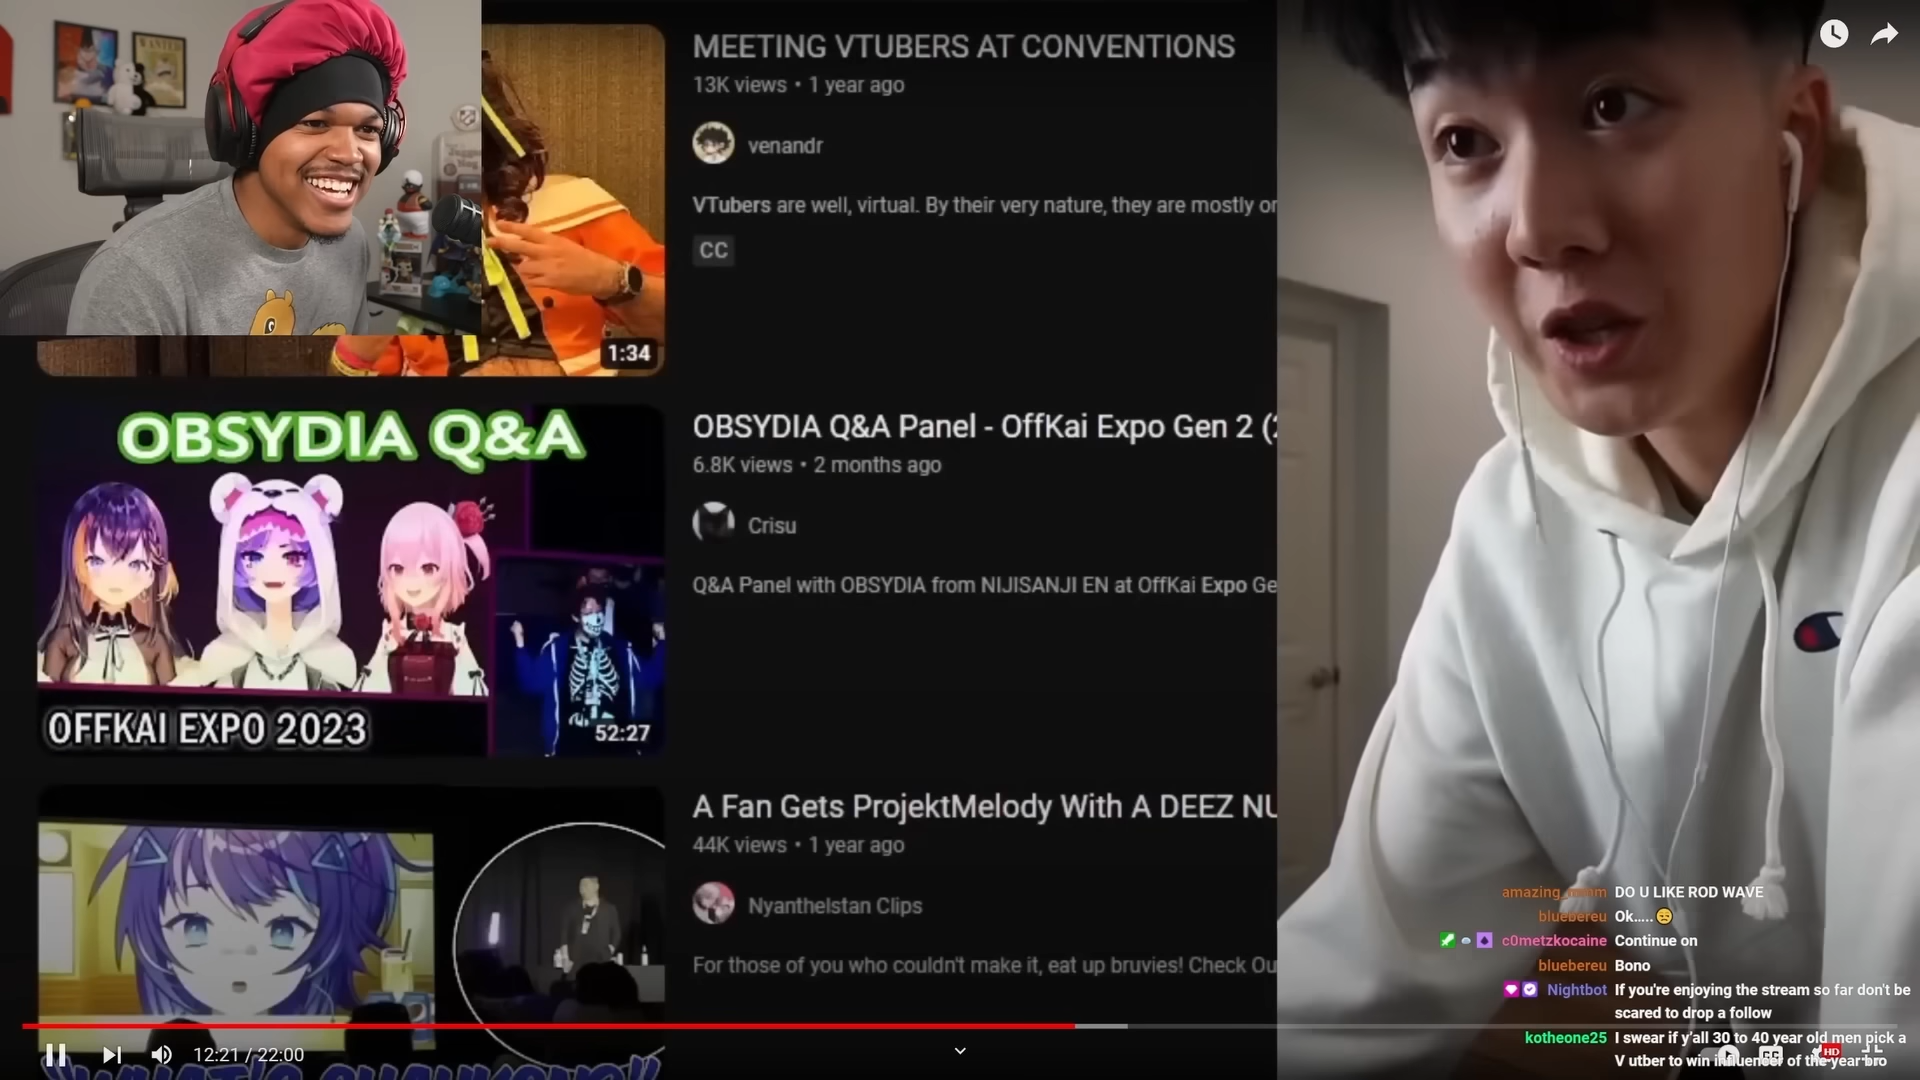 WANTED
MEETING VTUBERS AT CONVENTIONS
13K views • 1 year ago
venandr
VTubers are well, virtual. By their very nature, they are mostly or
CC
1:34
OBSYDIA Q&A
OFFKAI EXPO 2023
52:27
OBSYDIA Q&A Panel - OffKai Expo Gen 2 (2
6.8K views • 2 months ago
Crisu
Q&A Panel with OBSYDIA from NIJISANJI EN at OffKai Expo Ge
A Fan Gets ProjektMelody With A DEEZ NU
44K views • 1 year ago
Nyanthelstan Clips
For those of you who couldn't make it, eat up bruvies! Check Ou
DO U LIKE ROD WAVE
bluebereu Ok.....😞
c0metzkocaine Continue on
bluebereu Bono
Nightbot If you're enjoying the stream so far don't be
scared to drop a follow
kotheone25 I swear if y'all 30 to 40 year old men pick a
V utber to win influencer of the year bro
12:21 / 22:00
HD